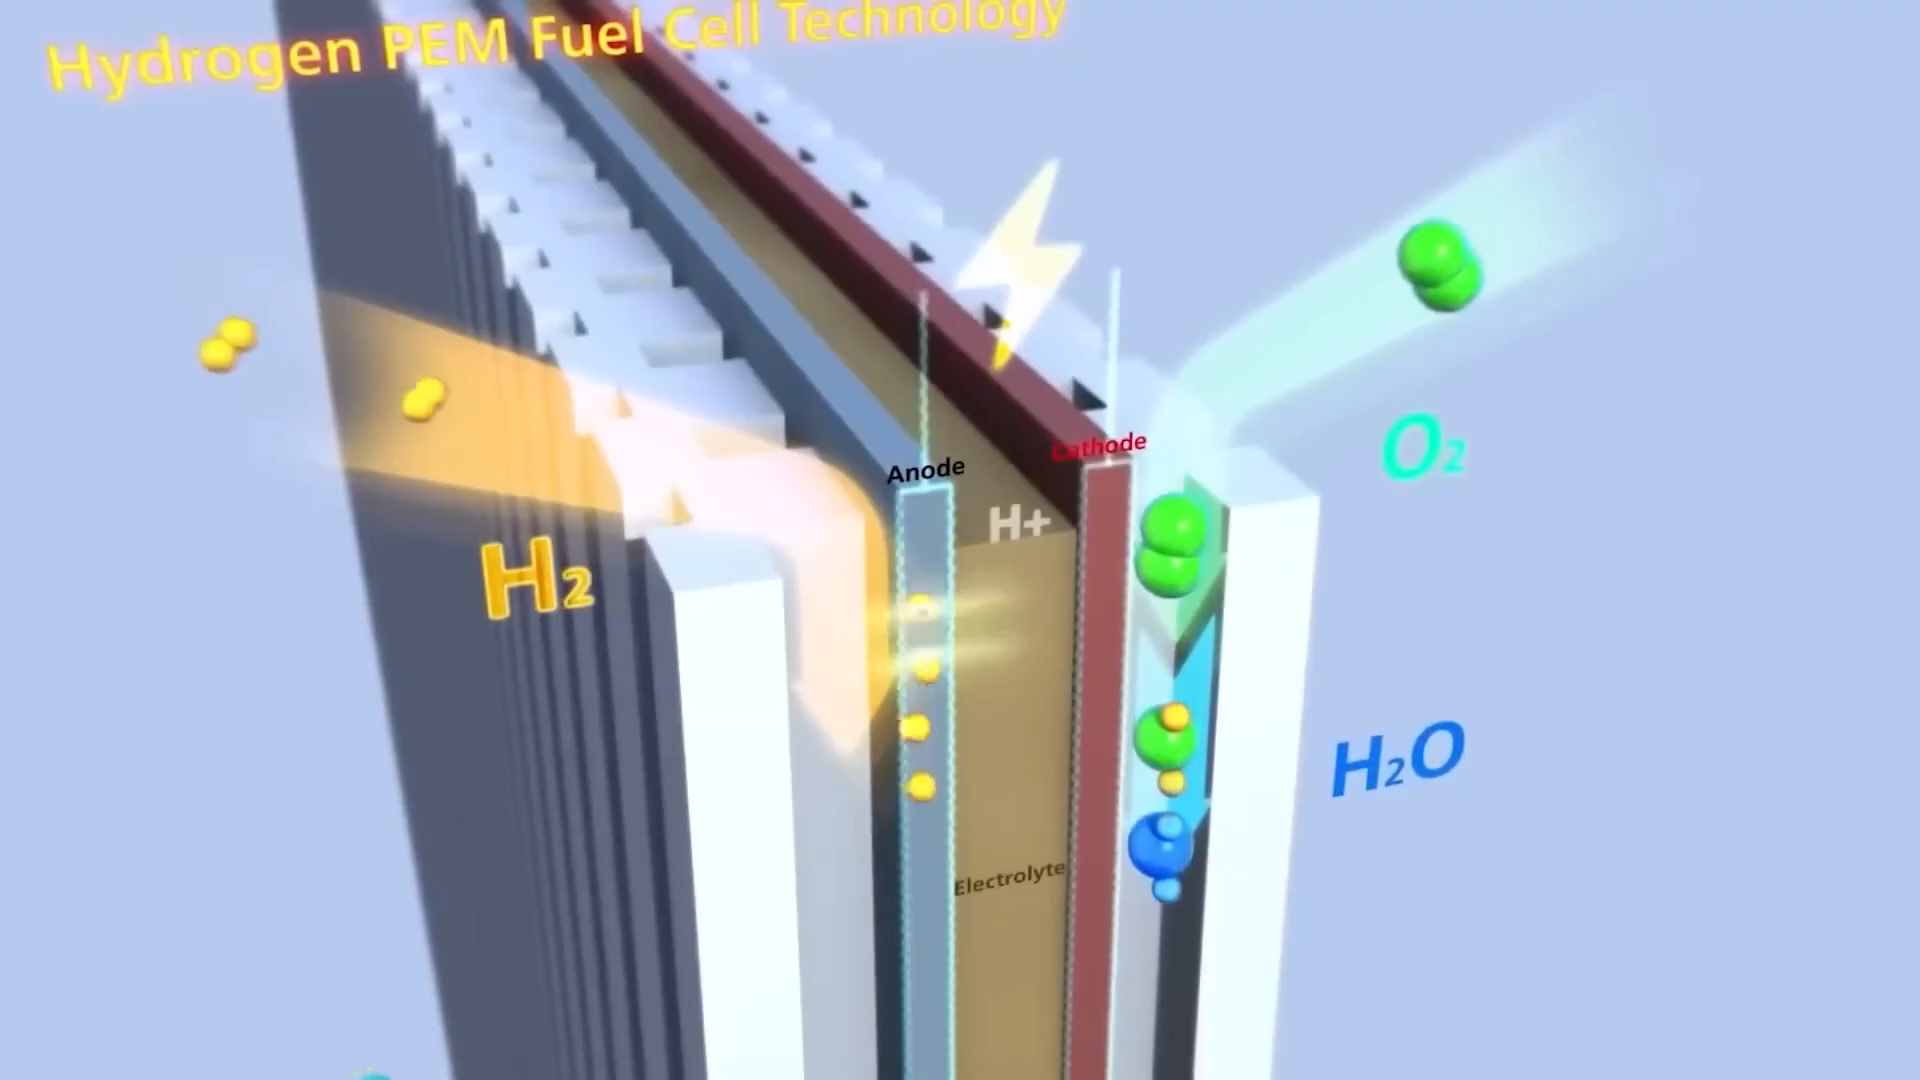 Hydrogen PEM Fuel Cell Technology
Cathode
O₂
Anode
H+
H₂
H₂O
Electrolyte